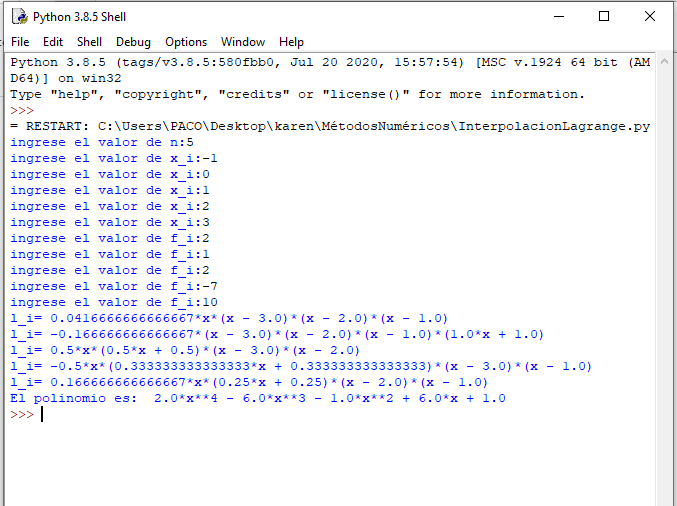 Python 3.8.5 Shell
File Edit Shell Debug Options Window Help
Python 3.8.5 (tags/v3.8.5:580fbb0, Jul 20 2020, 15:57:54) [MSC v.1924 64 bit (AM
D64)] on win32
Type "help", "copyright", "credits" or "license()" for more information.
>>>
= RESTART: C:\Users\PACO\Desktop\karen\MétodosNuméricos\InterpolacionLagrange.py
ingrese el valor de n:5
ingrese el valor de x_i:-1
ingrese el valor de x_i:0
ingrese el valor de x_i:1
ingrese el valor de x_i:2
ingrese el valor de x_i:3
ingrese el valor de f_i:2
ingrese el valor de f_i:1
ingrese el valor de f_i:2
ingrese el valor de f_i:-7
ingrese el valor de f_i:10
l_i= 0.0416666666666667*x*(x - 3.0)*(x - 2.0)*(x - 1.0)
l_i= -0.166666666666667*(x - 3.0)*(x - 2.0)*(x - 1.0)*(1.0*x + 1.0)
l_i= 0.5*x*(0.5*x + 0.5)*(x - 3.0)*(x - 2.0)
l_i= -0.5*x*(0.333333333333333*x + 0.333333333333333)*(x - 3.0)*(x - 1.0)
l_i= 0.166666666666667*x*(0.25*x + 0.25)*(x - 2.0)*(x - 1.0)
El polinomio es:  2.0*x**4 - 6.0*x**3 - 1.0*x**2 + 6.0*x + 1.0
>>>